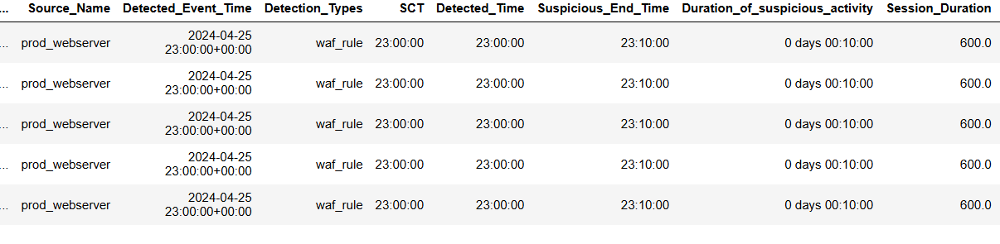 ... Source_Name Detected_Event_Time Detection_Types SCT Detected_Time Suspicious_End_Time Duration_of_suspicious_activity Session_Duration
... prod_webserver 2024-04-25 23:00:00+00:00 waf_rule 23:00:00 23:00:00 23:10:00 0 days 00:10:00 600.0
... prod_webserver 2024-04-25 23:00:00+00:00 waf_rule 23:00:00 23:00:00 23:10:00 0 days 00:10:00 600.0
... prod_webserver 2024-04-25 23:00:00+00:00 waf_rule 23:00:00 23:00:00 23:10:00 0 days 00:10:00 600.0
... prod_webserver 2024-04-25 23:00:00+00:00 waf_rule 23:00:00 23:00:00 23:10:00 0 days 00:10:00 600.0
... prod_webserver 2024-04-25 23:00:00+00:00 waf_rule 23:00:00 23:00:00 23:10:00 0 days 00:10:00 600.0